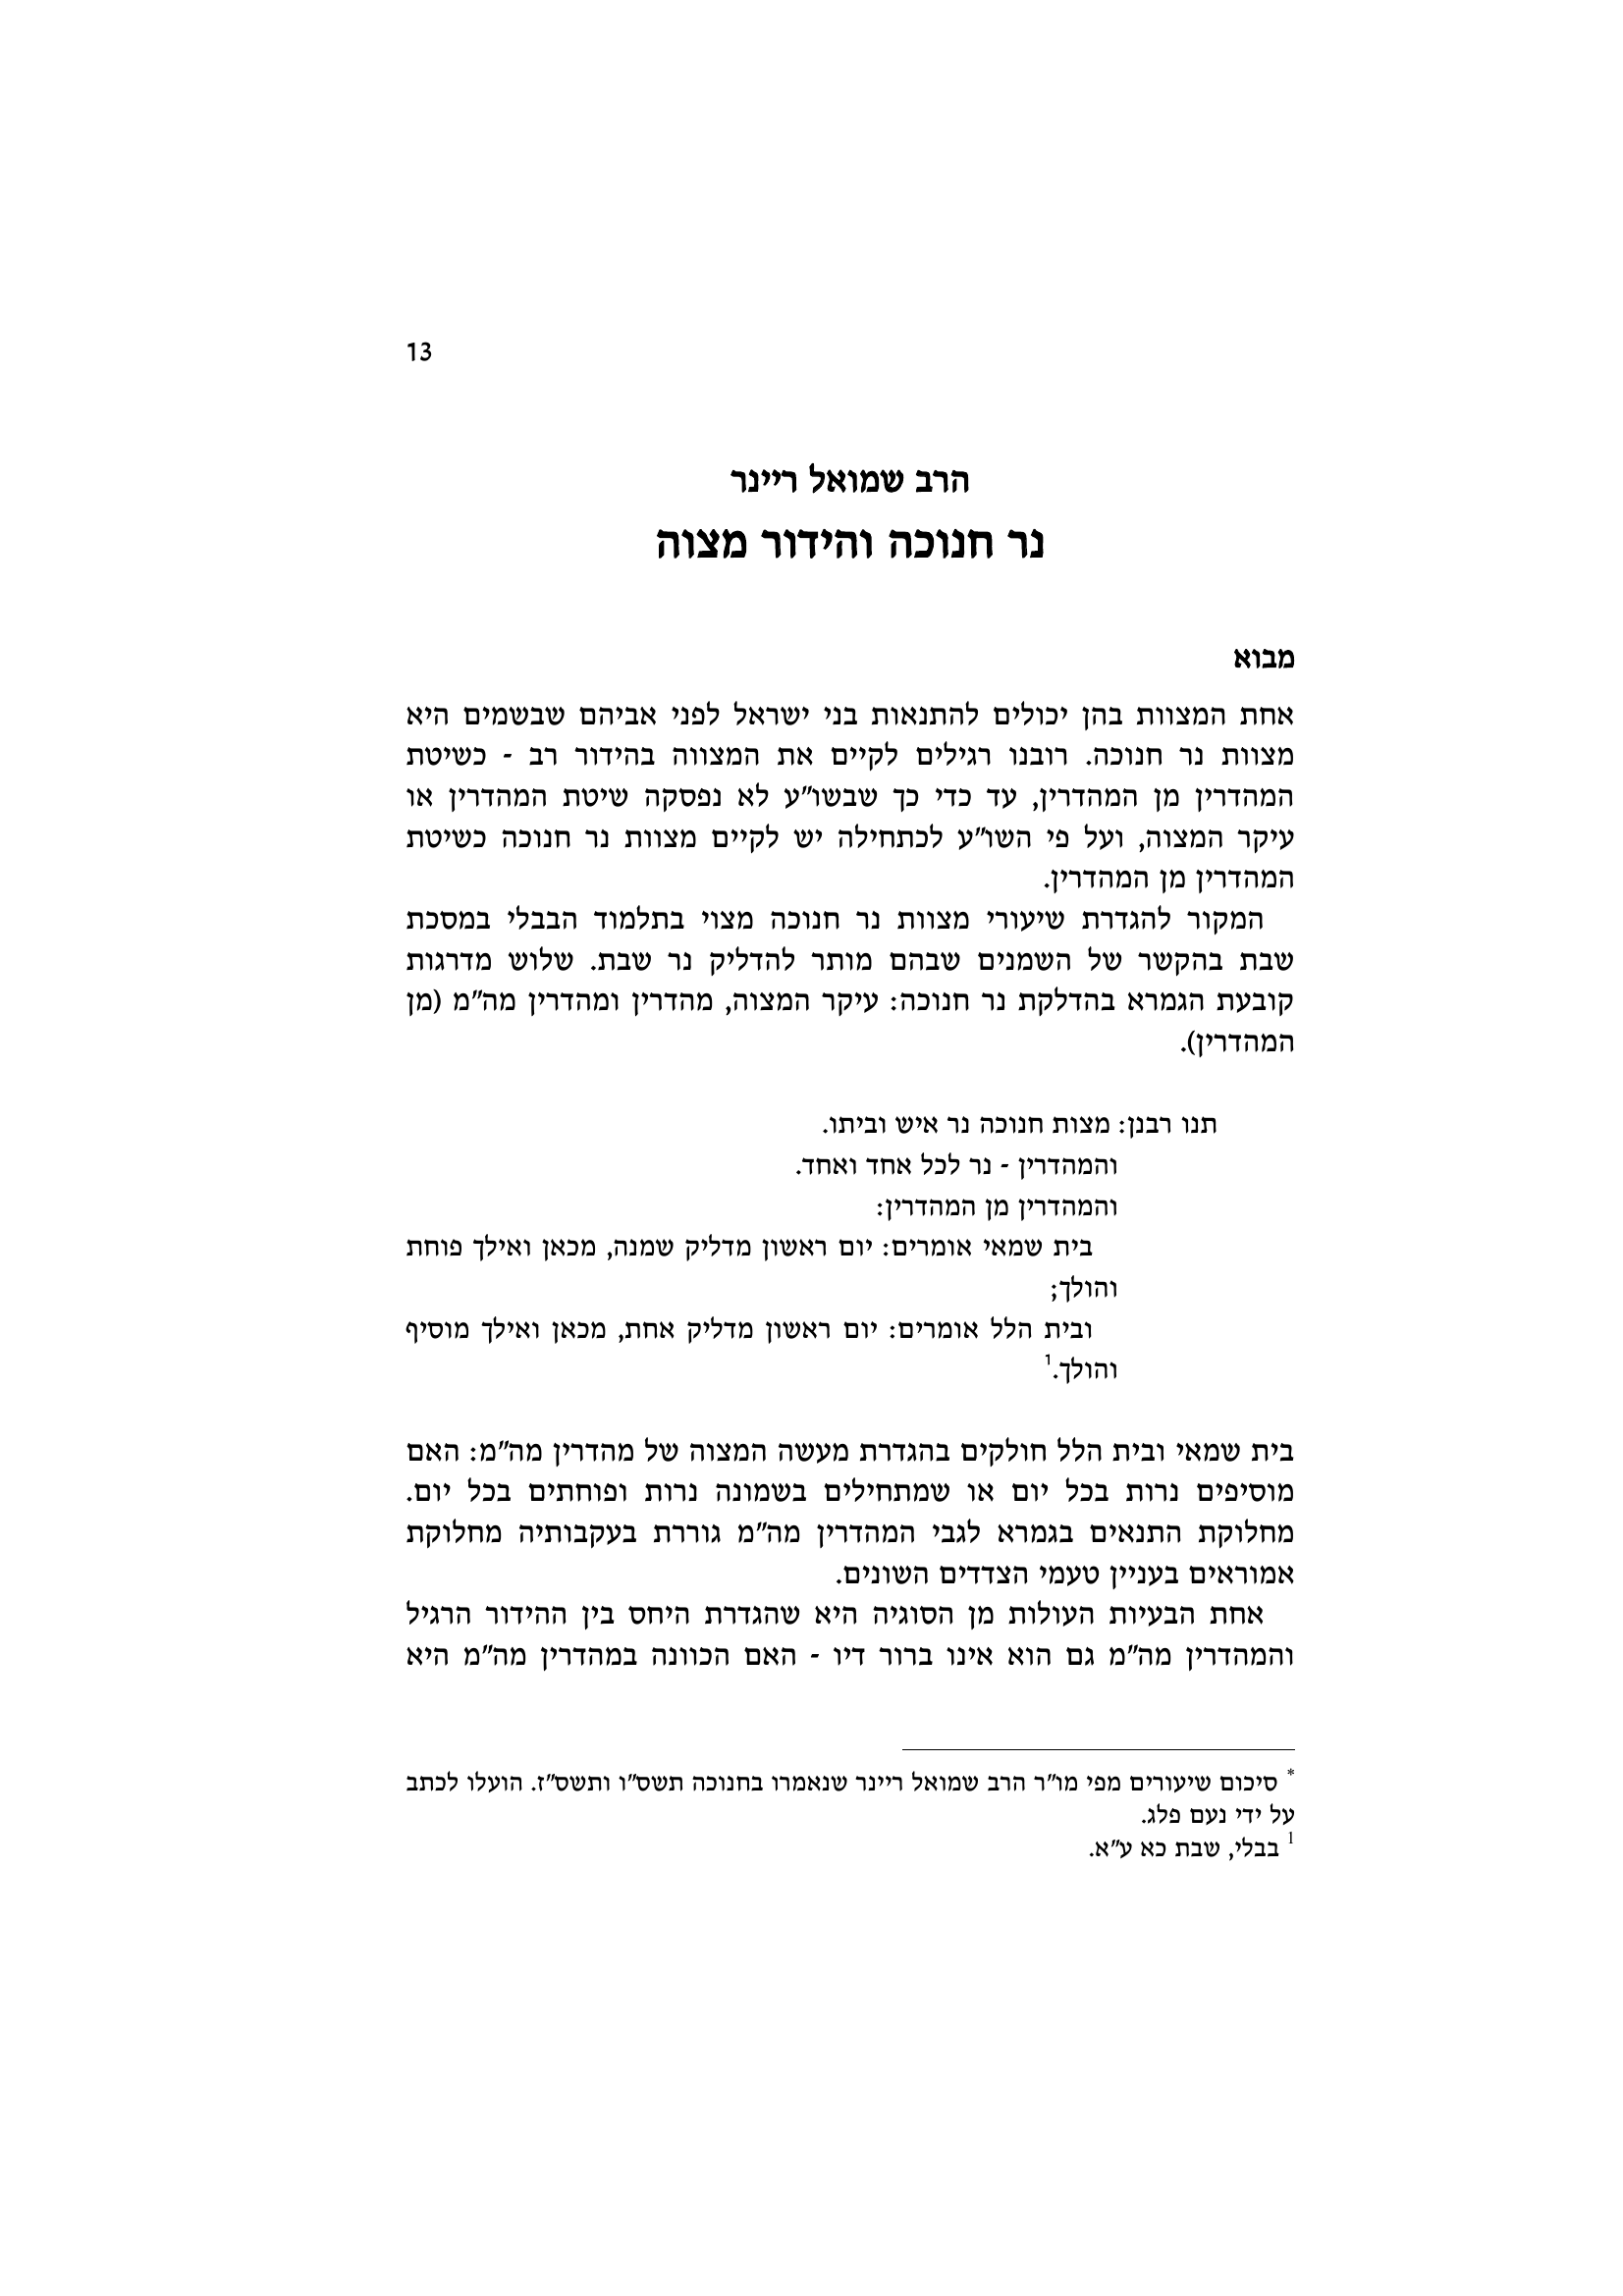 13
הרב שמואל ריינר
נר חנוכה והידור מצוה
מבוא
אחת המצוות בהן יכולים להתנאות בני ישראל לפני אביהם שבשמים היא
מצוות נר חנוכה. רובנו רגילים לקיים את המצווה בהידור רב - כשיטת
המהדרין מן המהדרין, עד כדי כך שבשו"ע לא נפסקה שיטת המהדרין או
עיקר המצוה, ועל פי השו"ע לכתחילה יש לקיים מצוות נר חנוכה כשיטת
המהדרין מן המהדרין.
המקור להגדרת שיעורי מצוות נר חנוכה מצוי בתלמוד הבבלי במסכת
שבת בהקשר של השמנים שבהם מותר להדליק נר שבת. שלוש מדרגות
קובעת הגמרא בהדלקת נר חנוכה: עיקר המצוה, מהדרין ומהדרין מה"מ (מן
המהדרין).
תנו רבנן: מצות חנוכה נר איש וביתו.
והמהדרין - נר לכל אחד ואחד.
והמהדרין מן המהדרין:
בית שמאי אומרים: יום ראשון מדליק שמנה, מכאן ואילך פוחת
והולך;
ובית הלל אומרים: יום ראשון מדליק אחת, מכאן ואילך מוסיף
והולך.1
בית שמאי ובית הלל חולקים בהגדרת מעשה המצוה של מהדרין מה"מ: האם
מוסיפים נרות בכל יום או שמתחילים בשמונה נרות ופוחתים בכל יום.
מחלוקת התנאים בגמרא לגבי המהדרין מה"מ גוררת בעקבותיה מחלוקת
אמוראים בעניין טעמי הצדדים השונים.
אחת הבעיות העולות מן הסוגיה היא שהגדרת היחס בין ההידור הרגיל
והמהדרין מה"מ גם הוא אינו ברור דיו - האם הכוונה במהדרין מה"מ היא
* סיכום שיעורים מפי מו"ר הרב שמואל ריינר שנאמרו בחנוכה תשס"ו ותשס"ז. הועלו לכתב
על ידי נעם פלג.
1 בבלי, שבת כא ע"א.